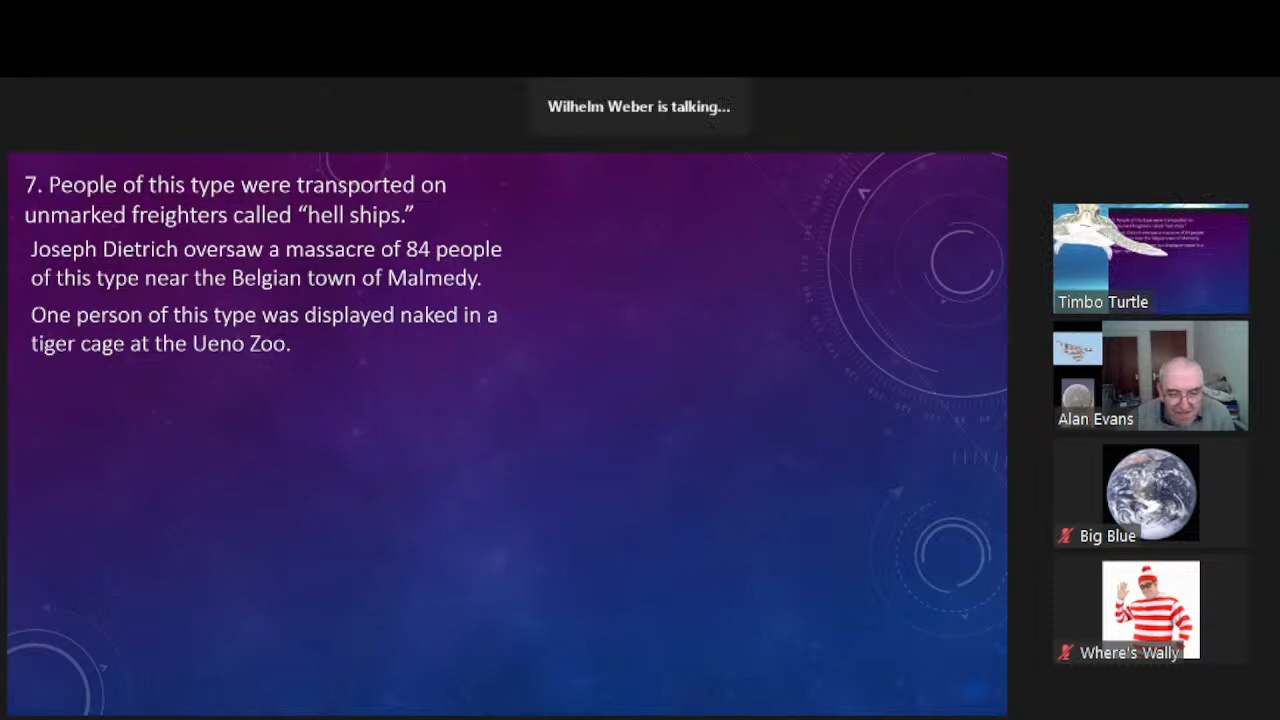 Wilhelm Weber is talking...
7. People of this type were transported on
unmarked freighters called “hell ships.”
Joseph Dietrich oversaw a massacre of 84 people
of this type near the Belgian town of Malmedy.
One person of this type was displayed naked in a
tiger cage at the Ueno Zoo.
Timbo Turtle
Alan Evans
Big Blue
Where's Wally